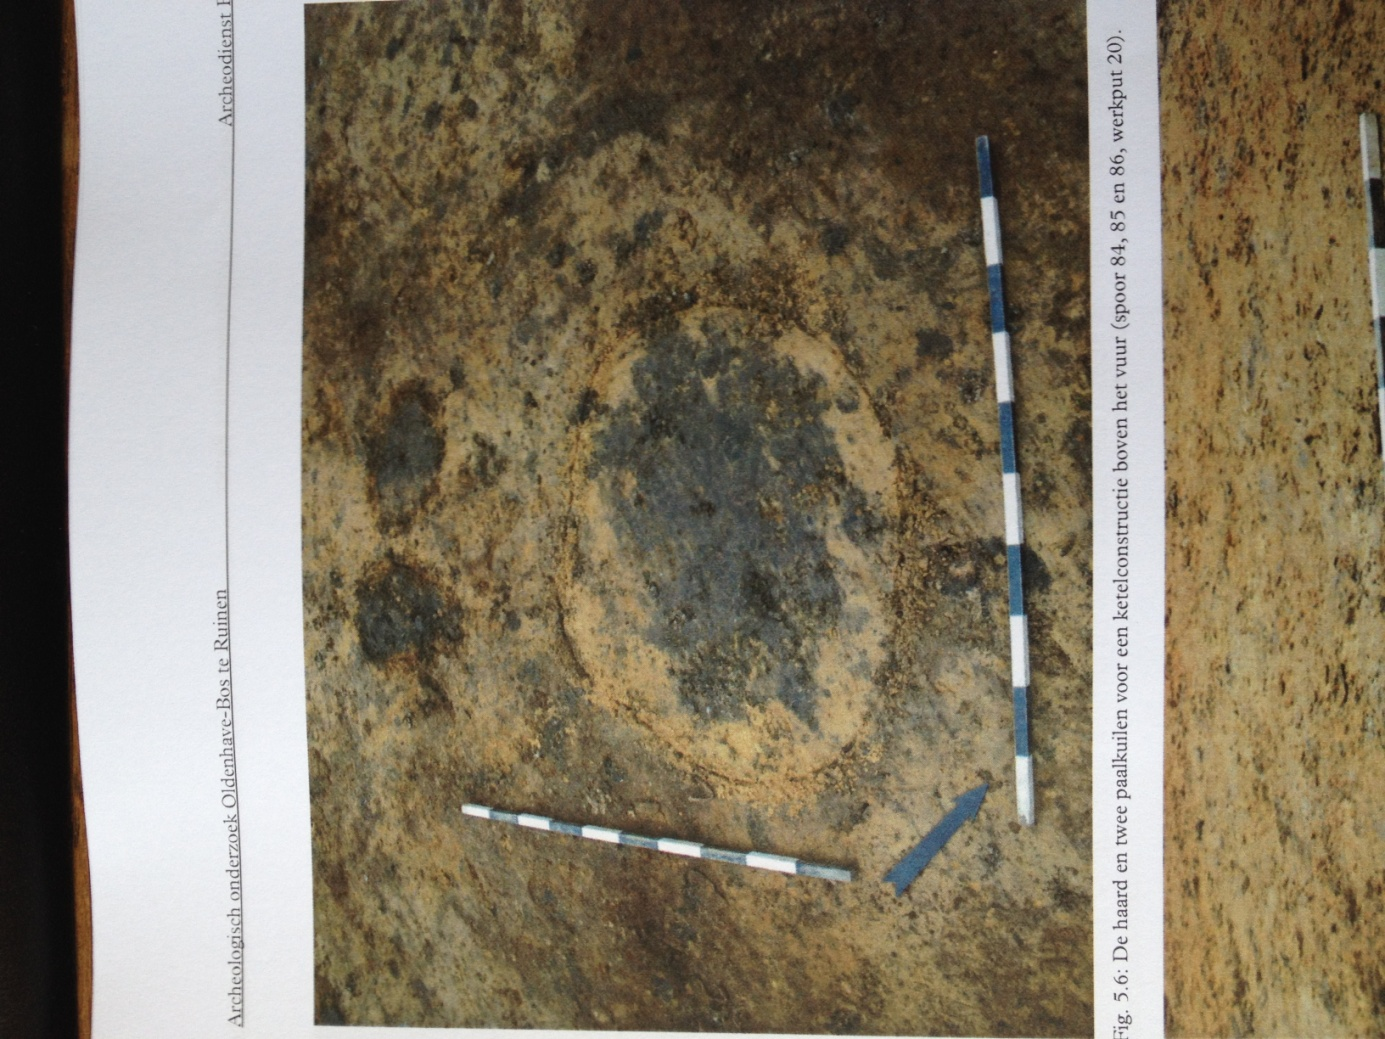 Archeologisch onderzoek Oldenhave-Bos te Ruinen
Archeodienst
Fig. 5.6: De haard en twee paalkuilen voor een ketelconstructie boven het vuur (spoor 84, 85 en 86, werkput 20).